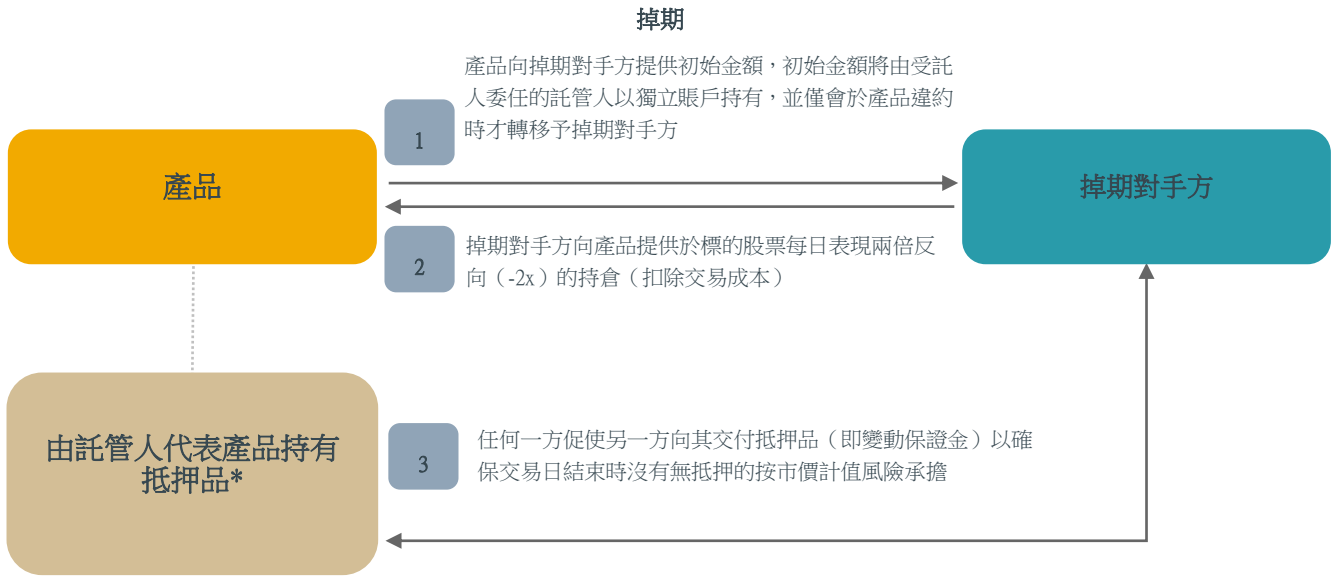 掉期
產品向掉期對手方提供初始金額，初始金額將由受託
人委任的託管人以獨立賬戶持有，並僅會於產品違約
時才轉移予掉期對手方
1
產品
掉期對手方
2
掉期對手方向產品提供於標的股票每日表現兩倍反
向（-2x）的持倉（扣除交易成本）
由託管人代表產品持有
抵押品*
3
任何一方促使另一方向其交付抵押品（即變動保證金）以確
保交易日結束時沒有無抵押的按市價計值風險承擔